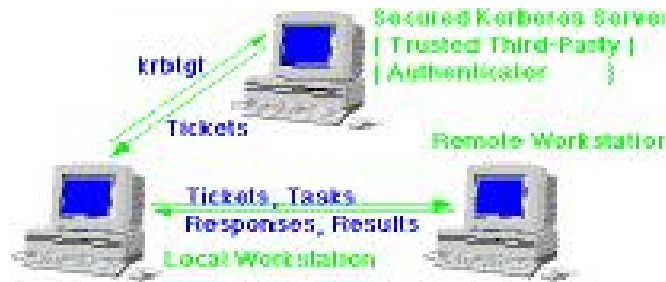 Secured Kerberos Server
( Trusted Third-Party )
( Authenticator )
krbtgt
Tickets
Remote Workstation
Tickets, Tasks
Responses, Results
Local Workstation